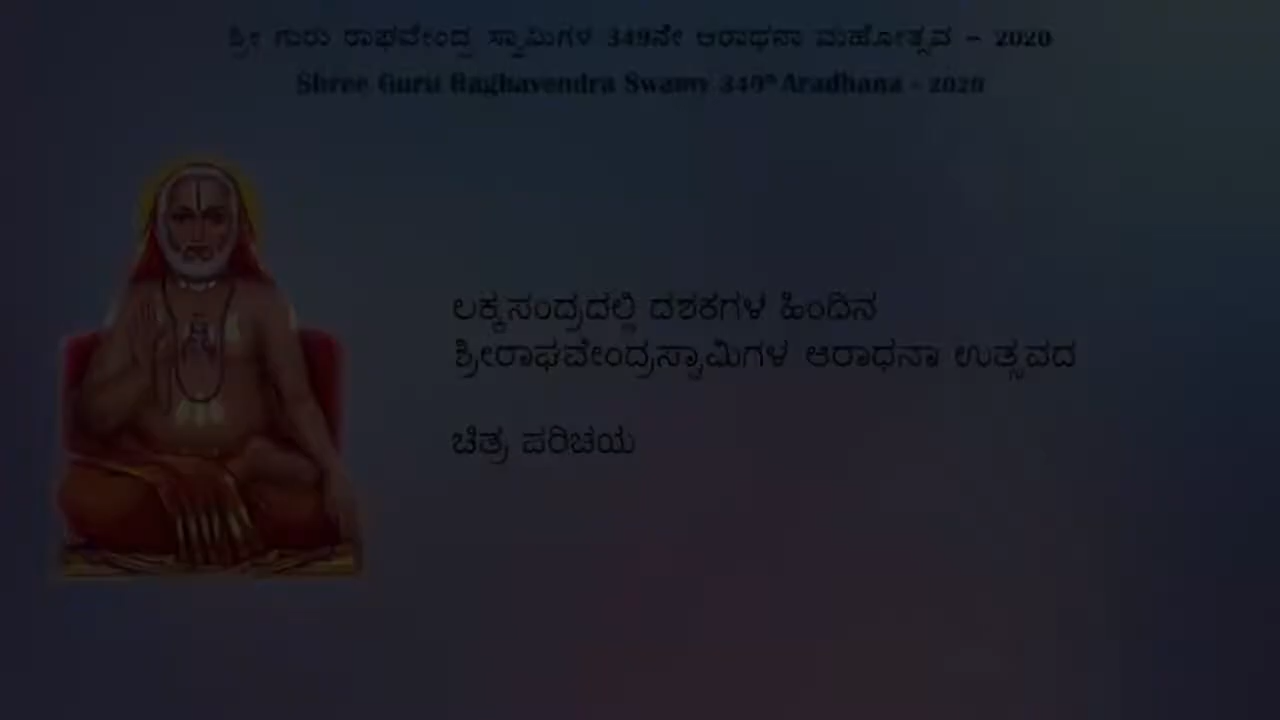 ಶ್ರೀ ಗುರು ರಾಘವೇಂದ್ರ ಸ್ವಾಮಿಗಳ 349ನೇ ಆರಾಧನಾ ಮಹೋತ್ಸವ – 2020
Shree Guru Raghavendra Swamy 349th Aradhana - 2020
ಲಕ್ಕಸಂದ್ರದಲ್ಲಿ ದಶಕಗಳ ಹಿಂದಿನ
ಶ್ರೀರಾಘವೇಂದ್ರಸ್ವಾಮಿಗಳ ಆರಾಧನಾ ಉತ್ಸವದ
ಚಿತ್ರ ಪರಿಚಯ